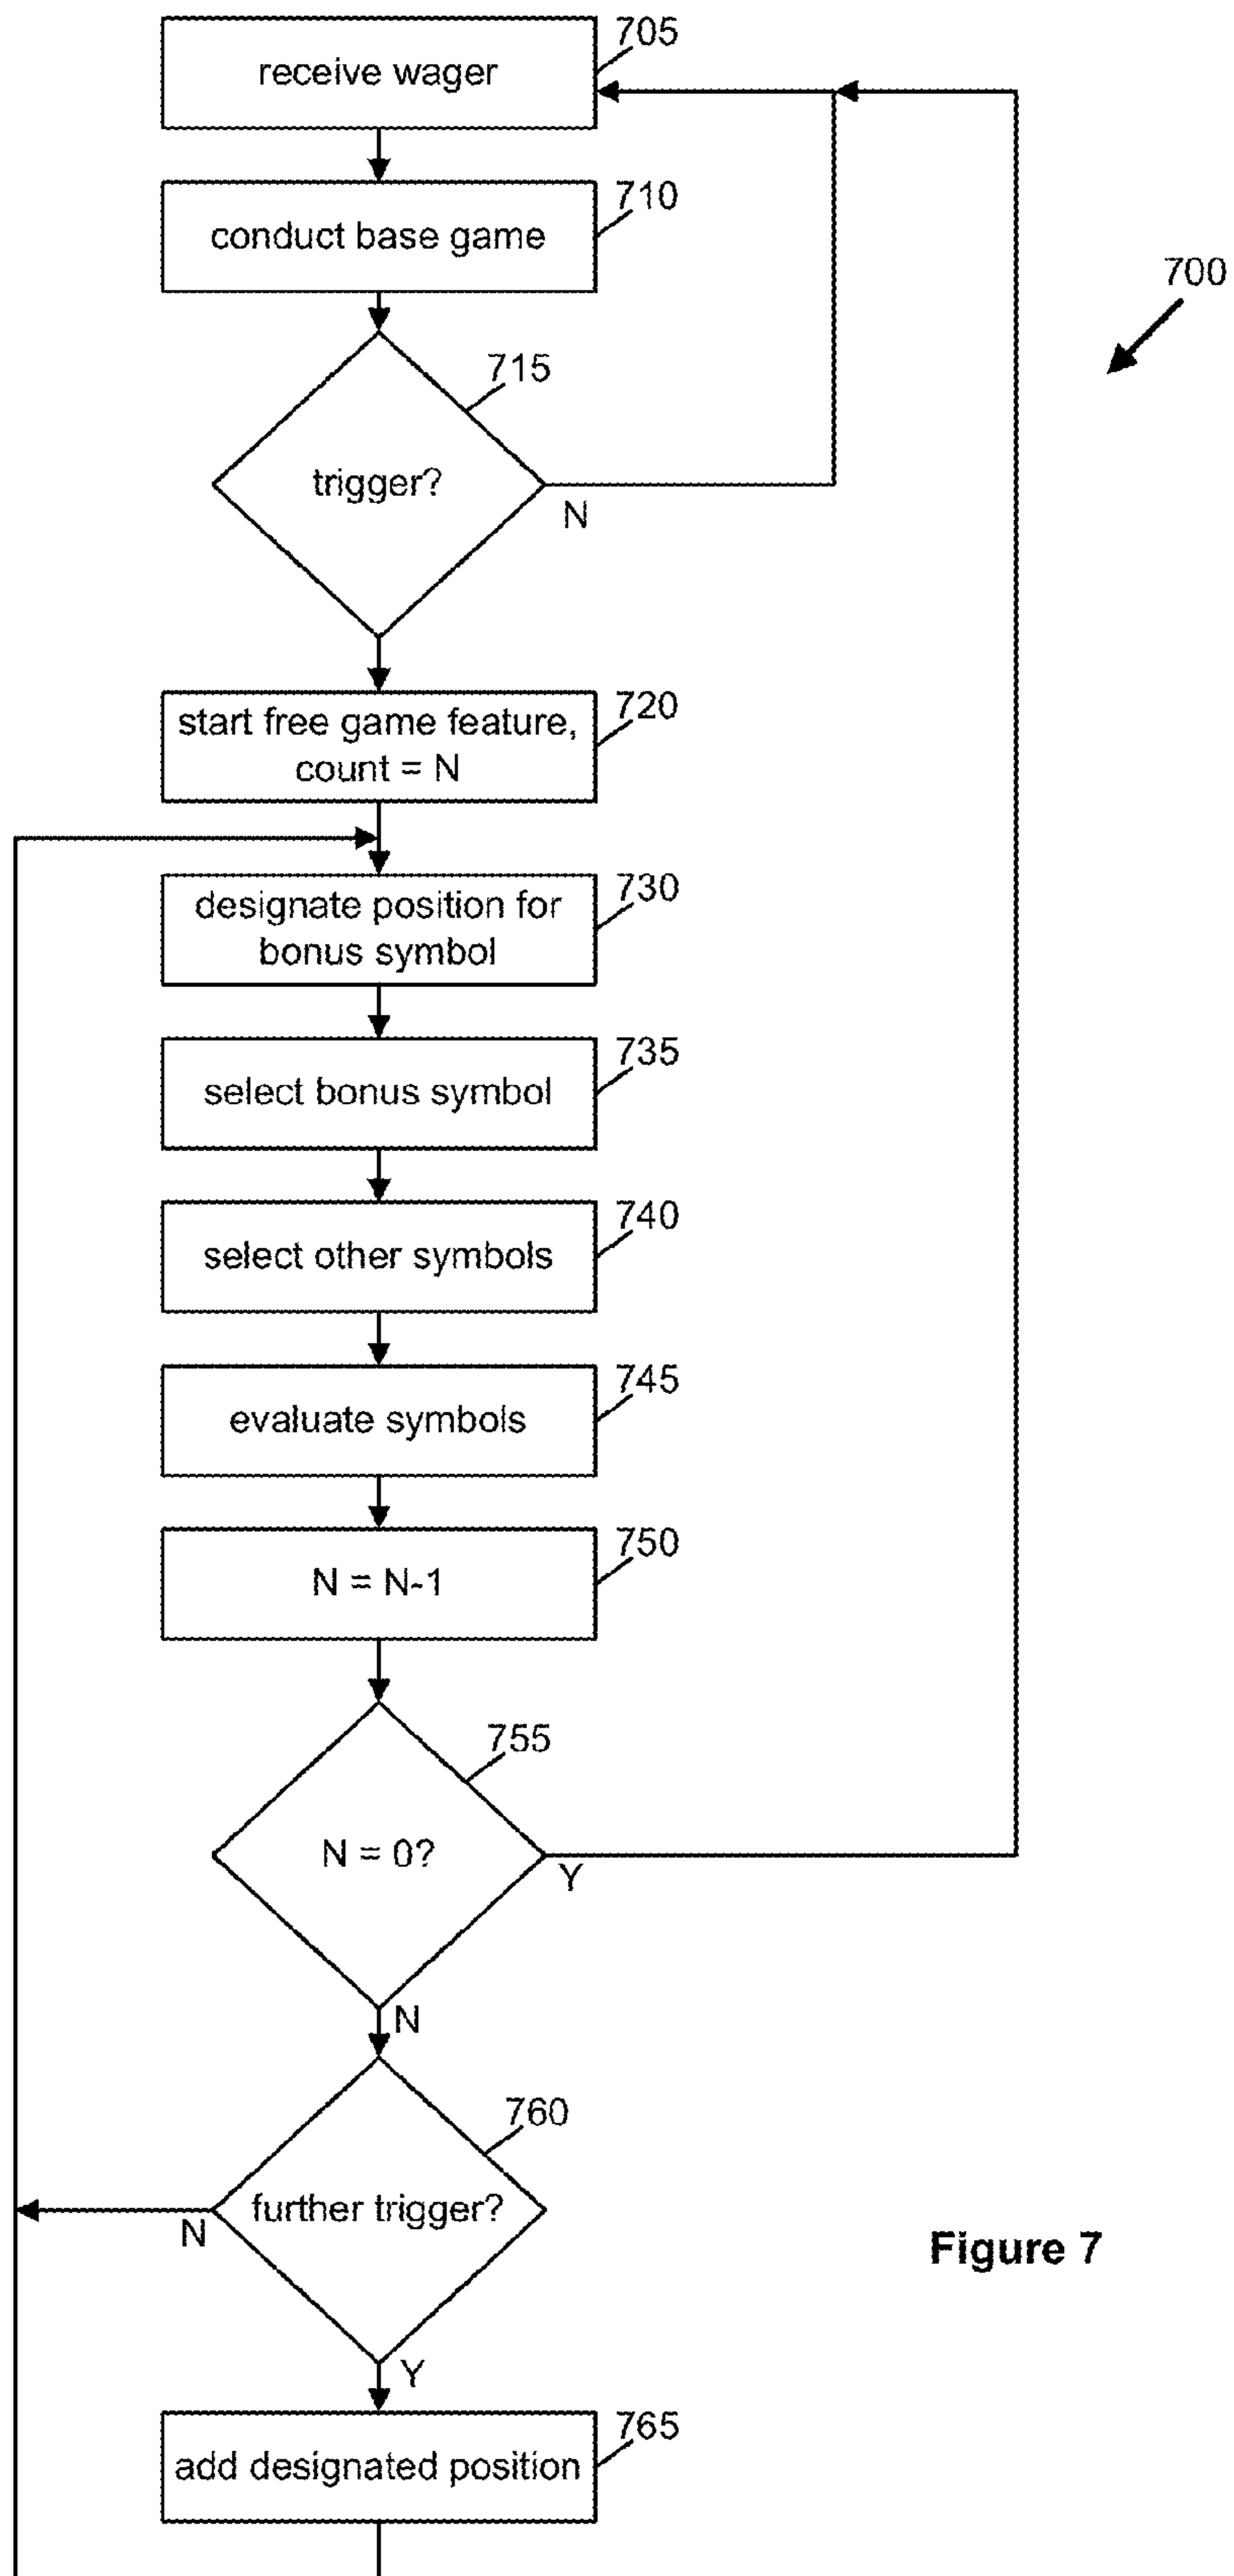 705
receive wager
710
conduct base game
700
715
trigger?
N
720
start free game feature,
count = N
730
designate position for
bonus symbol
735
select bonus symbol
740
select other symbols
745
evaluate symbols
750
N = N-1
755
N = 0?
Y
N
760
further trigger?
N
Figure 7
Y
765
add designated position